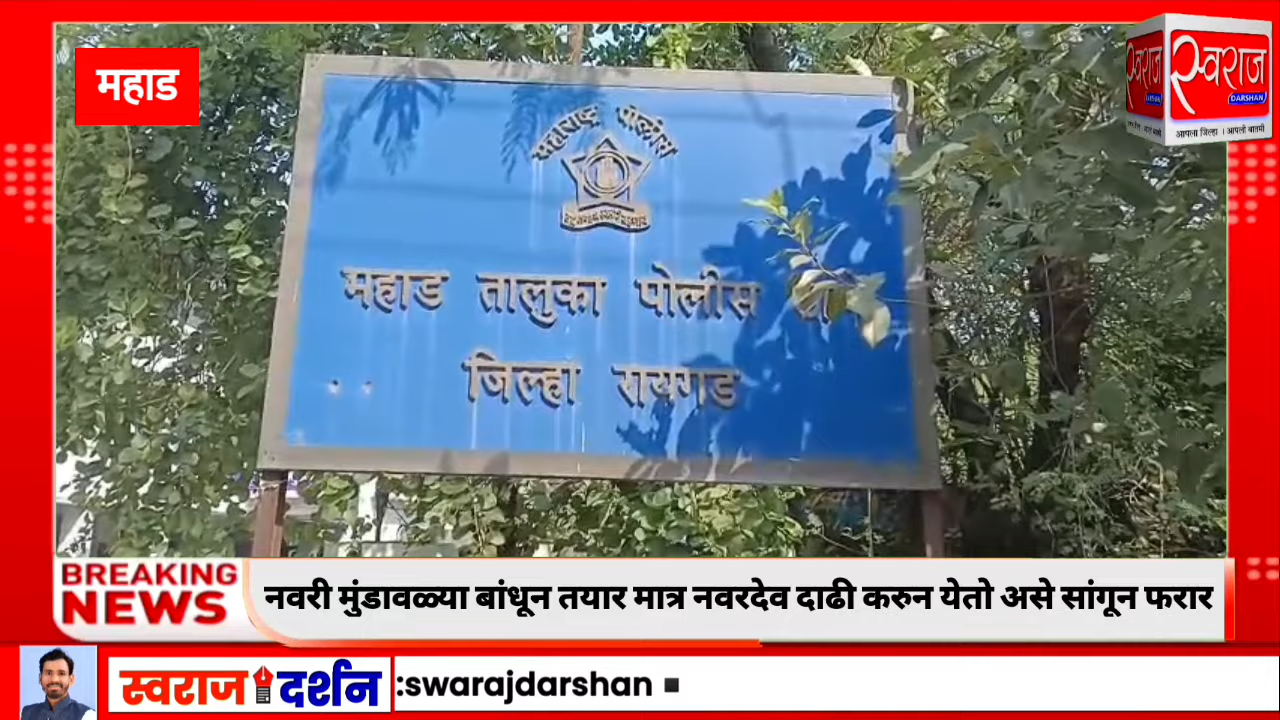 महाड
स्वराज
DARSHAN
आपला जिल्हा । आपली बातमी
महाराष्ट्र पोलीस
महाड तालुका पोलीस
जिल्हा रायगड
BREAKING
NEWS
नवरी मुंडावळ्या बांधून तयार मात्र नवरदेव दाढी करुन येतो असे सांगून फरार
स्वराज दर्शन :swarajdarshan